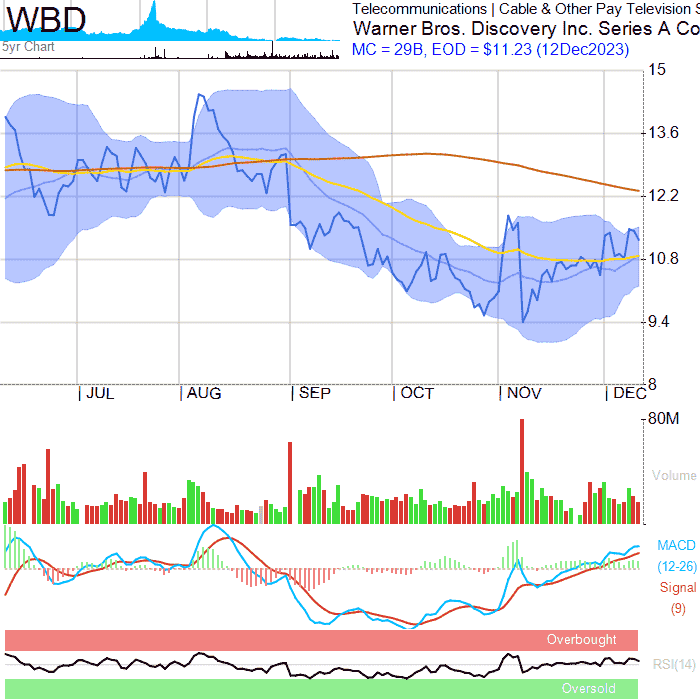 WBD
5yr Chart
Telecommunications | Cable & Other Pay Television S
Warner Bros. Discovery Inc. Series A Co
MC = 29B, EOD = $11.23 (12Dec2023)
15
13.6
12.2
10.8
9.4
8
| JUL | AUG | SEP | OCT | NOV | DEC
80M
Volume
MACD
(12-26)
Signal
(9)
Overbought
RSI(14)
Oversold